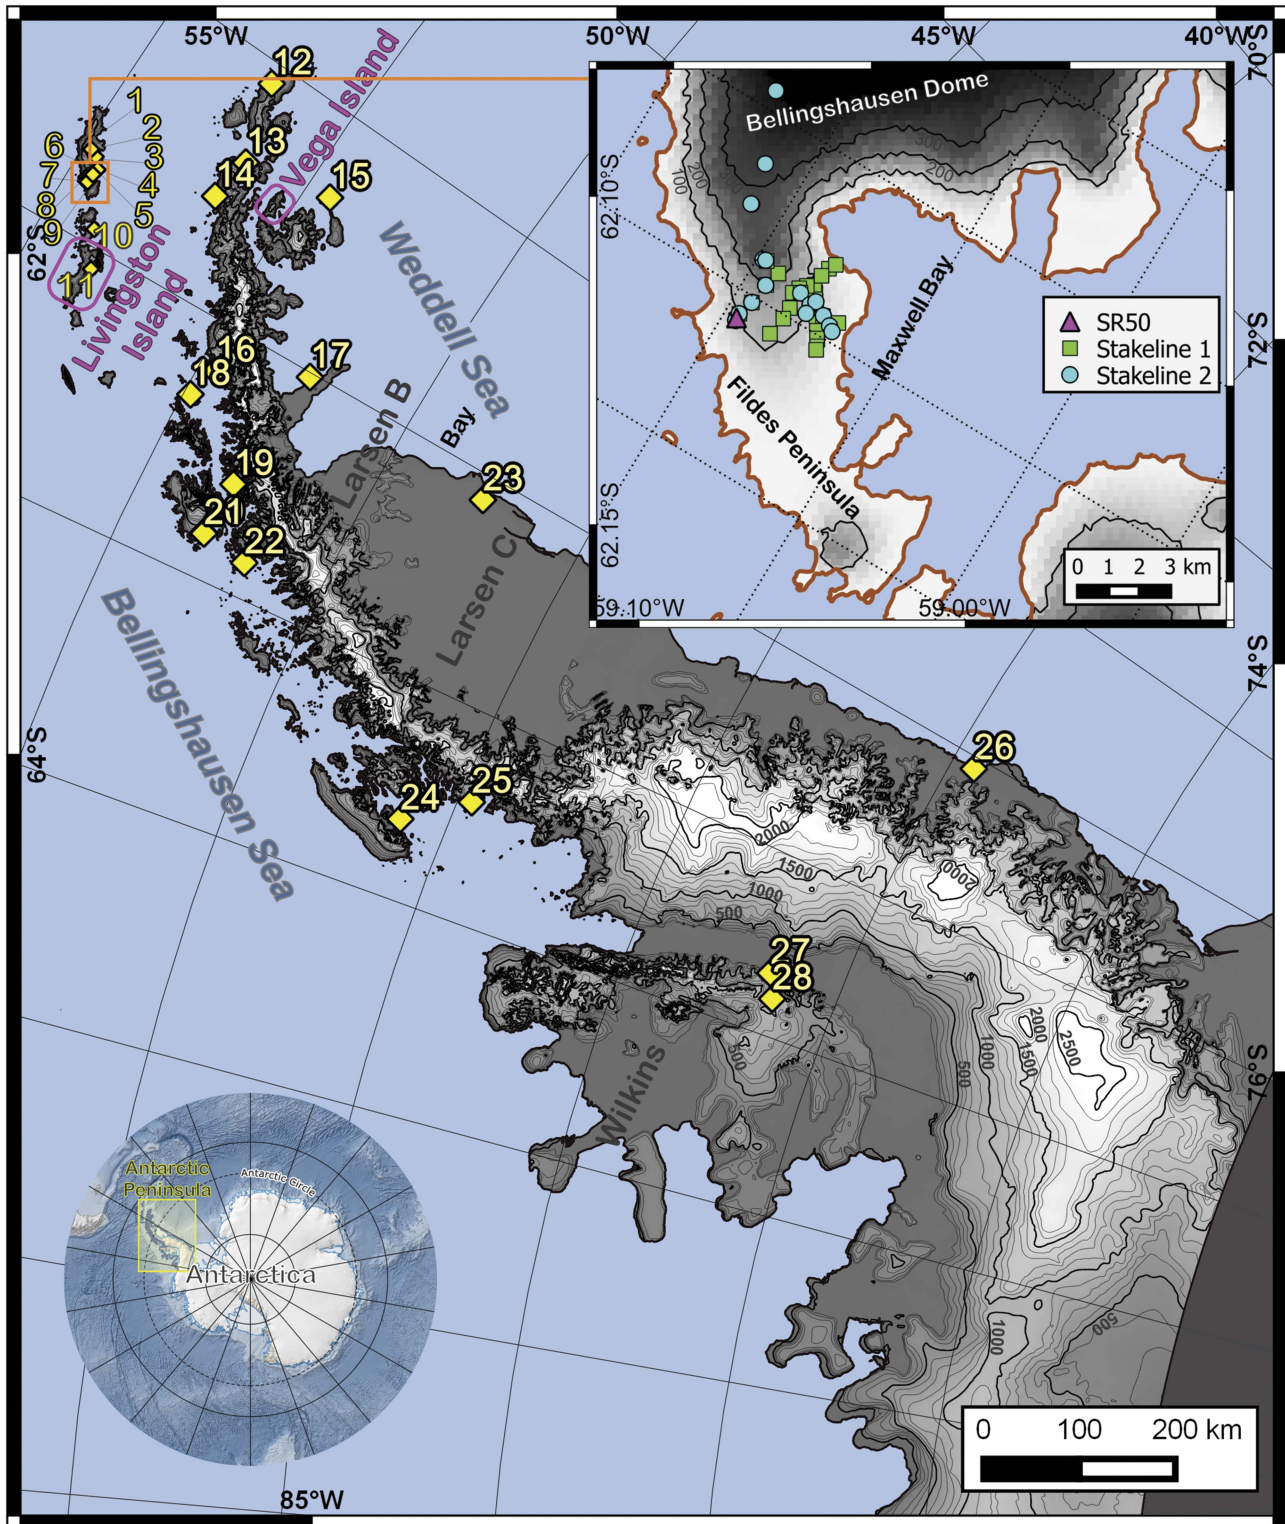 55°W
50°W
45°W
40°W
70°S
12
1
2
3
4
5
6
7
8
9
10
11
13
14
15
Vega Island
62°S
Livingston
Island
Weddell Sea
16
17
18
19
21
22
Larsen B
Bay
23
Larsen C
Bellingshausen Dome
300
200
100
200
62.10°S
62.15°S
59.10°W
59.00°W
Maxwell Bay
Fildes Peninsula
SR50
Stakeline 1
Stakeline 2
0 1 2 3 km
72°S
74°S
76°S
Bellingshausen Sea
64°S
24
25
26
2000
1500
1000
500
2000
27
28
500
Wilkins
500
1000
1500
2000
2500
1000
500
Antarctic
Peninsula
Antarctic Circle
Antarctica
85°W
0 100 200 km